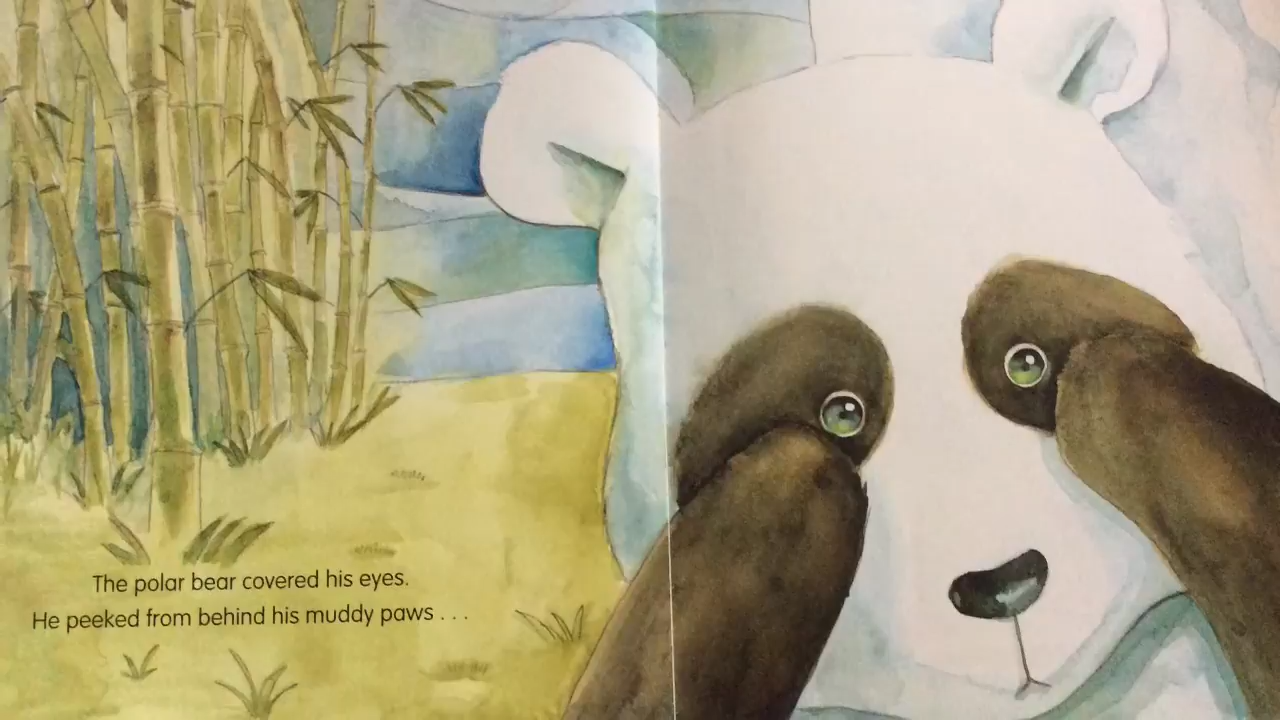 The polar bear covered his eyes.
He peeked from behind his muddy paws . . .